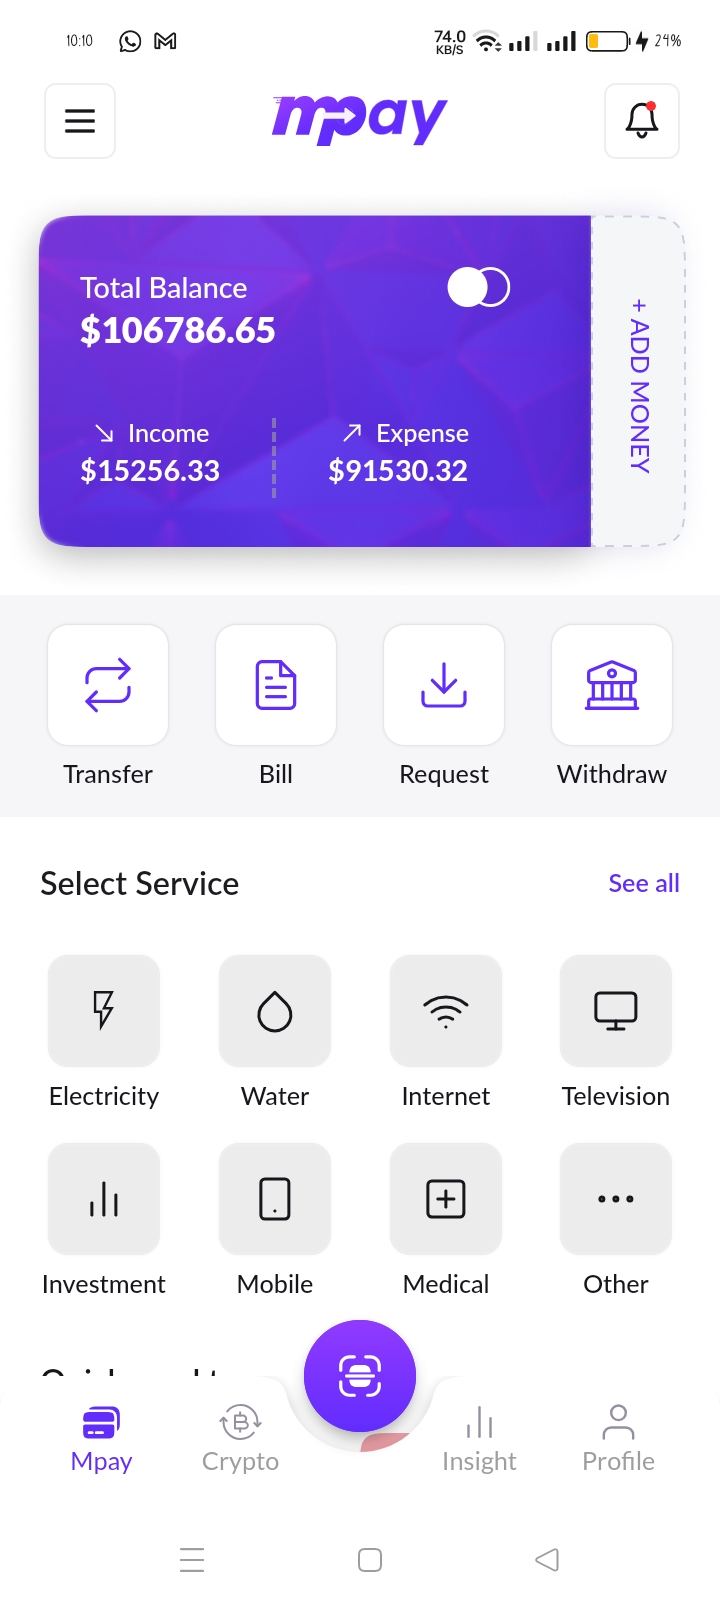 10:10
74.0
KB/S
24%
mpay
Total Balance
$106786.65
Income
Expense
$15256.33
$91530.32
+ ADD MONEY
Transfer
Bill
Request
Withdraw
Select Service
See all
Electricity
Water
Internet
Television
Investment
Mobile
Medical
Other
Mpay
Crypto
Insight
Profile